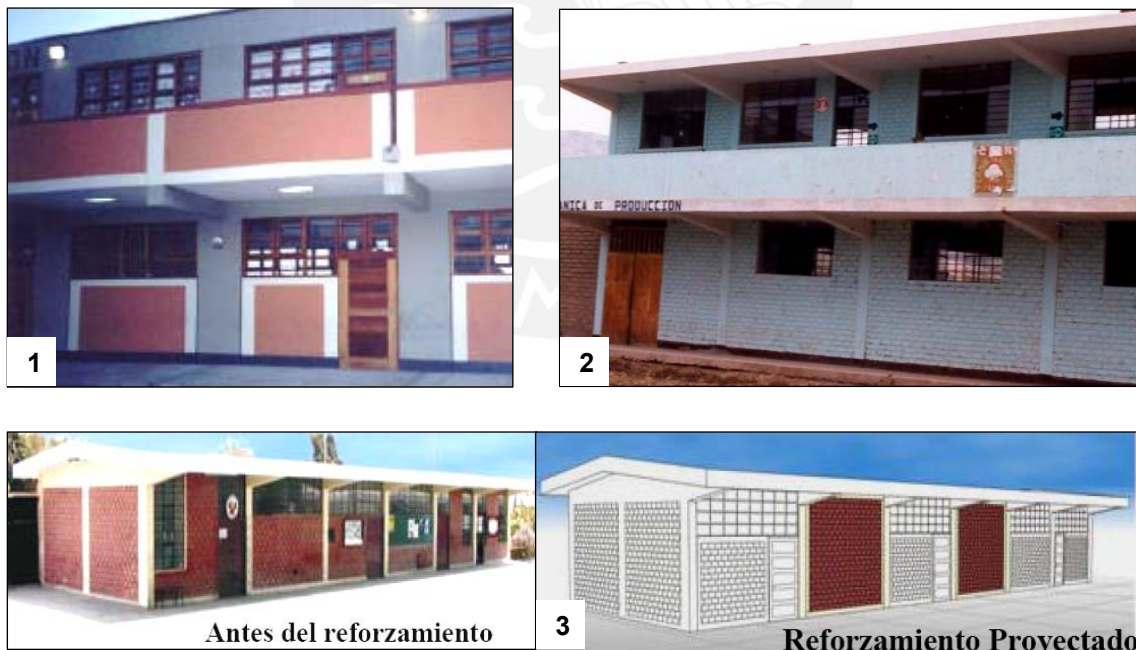 1
2
ANICA DE PRODUCCION
Antes del reforzamiento
3
Reforzamiento Proyectado